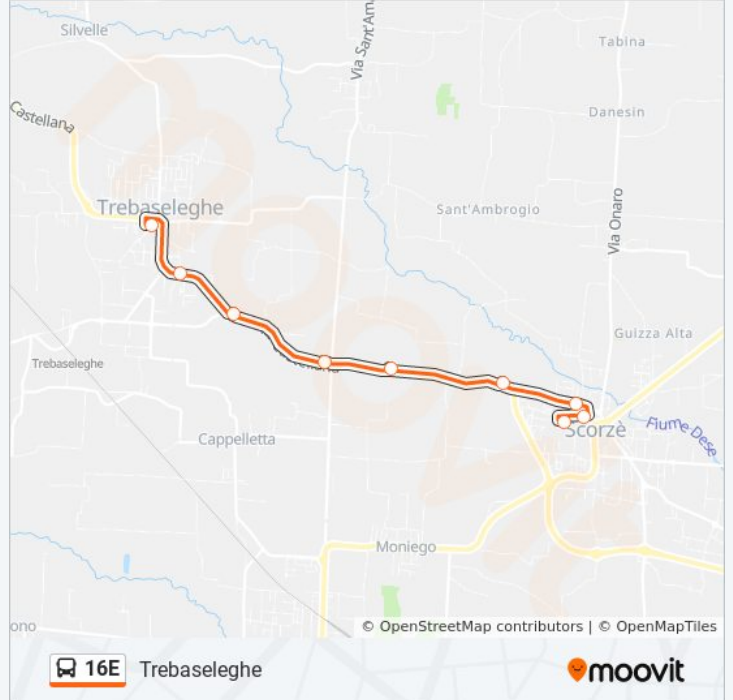 Silvelle
Via Sant'Am
Tabina
Castellana
Danesin
Trebaseleghe
Sant'Ambrogio
Via Onaro
Guizza Alta
Trebaseleghe
Scorzè
Fiume Dese
Cappelletta
Moniego
ono
© OpenStreetMap contributors | © OpenMapTiles
16E Trebaseleghe
moovit